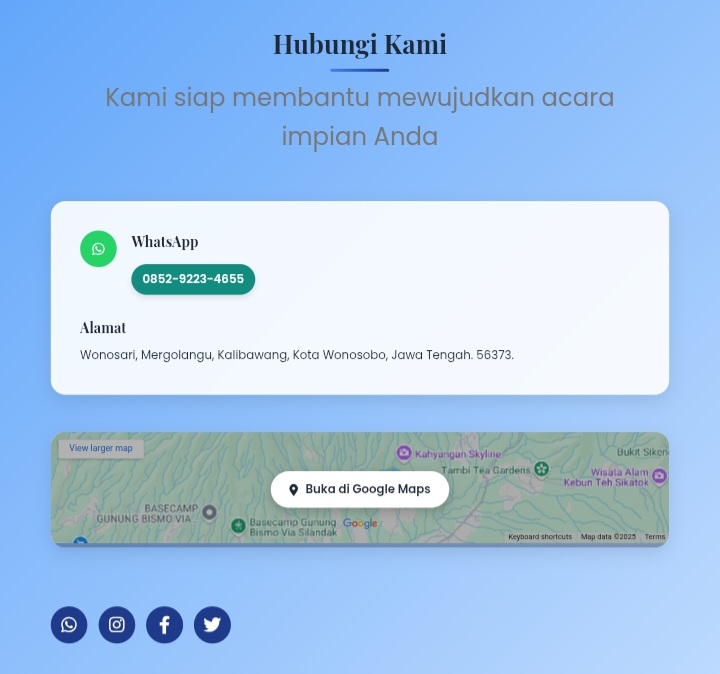 Hubungi Kami
Kami siap membantu mewujudkan acara
impian Anda
WhatsApp
0852-9223-4655
Alamat
Wonosari, Mergolangu, Kalibawang, Kota Wonosobo, Jawa Tengah. 56373.
View larger map
Kahyangan Skyline
Bukit Siken
Tambi Tea Gardens
Wisata Alam
Kebun Teh Sikatok
Buka di Google Maps
BASECAMP
GUNUNG BISMO VIA...
Basecamp Gunung
Bismo Via Silandak
Google
Keyboard shortcuts
Map data ©2025
Terms